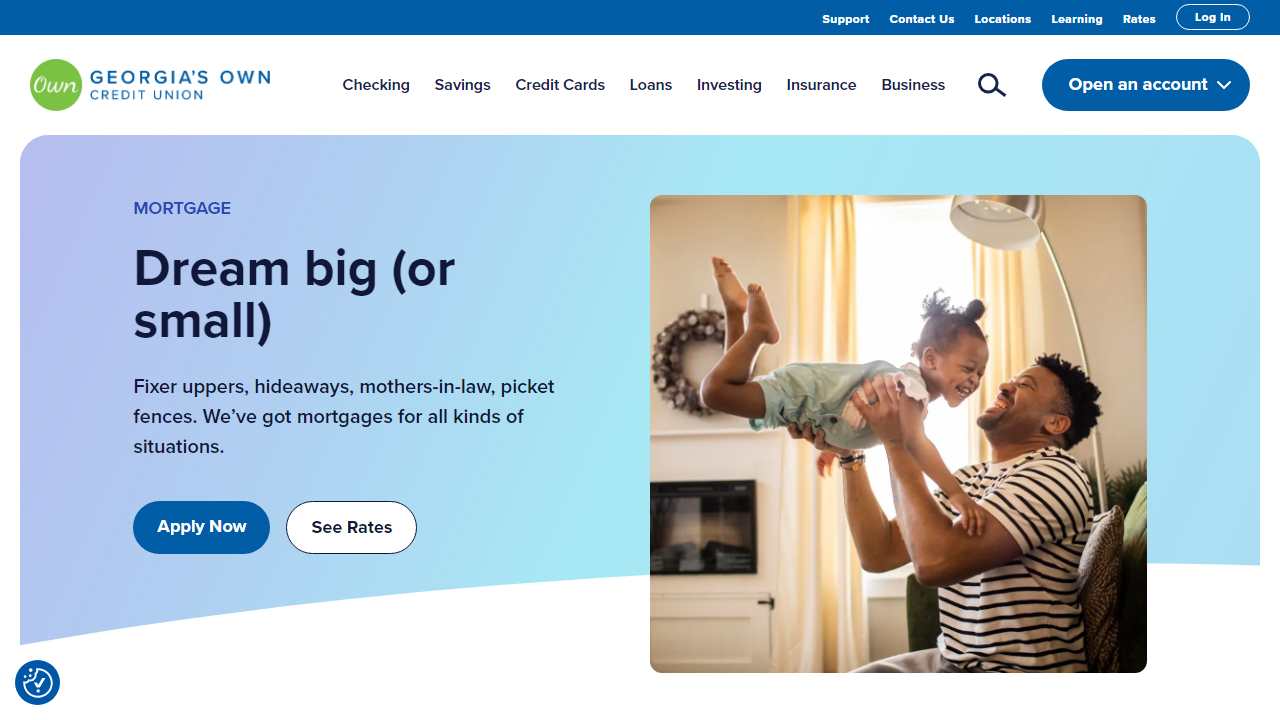 Support Contact Us Locations Learning Rates Log In
Own GEORGIA'S OWN
CREDIT UNION
Checking Savings Credit Cards Loans Investing Insurance Business Open an account
MORTGAGE
Dream big (or
small)
Fixer uppers, hideaways, mothers-in-law, picket
fences. We’ve got mortgages for all kinds of
situations.
Apply Now See Rates